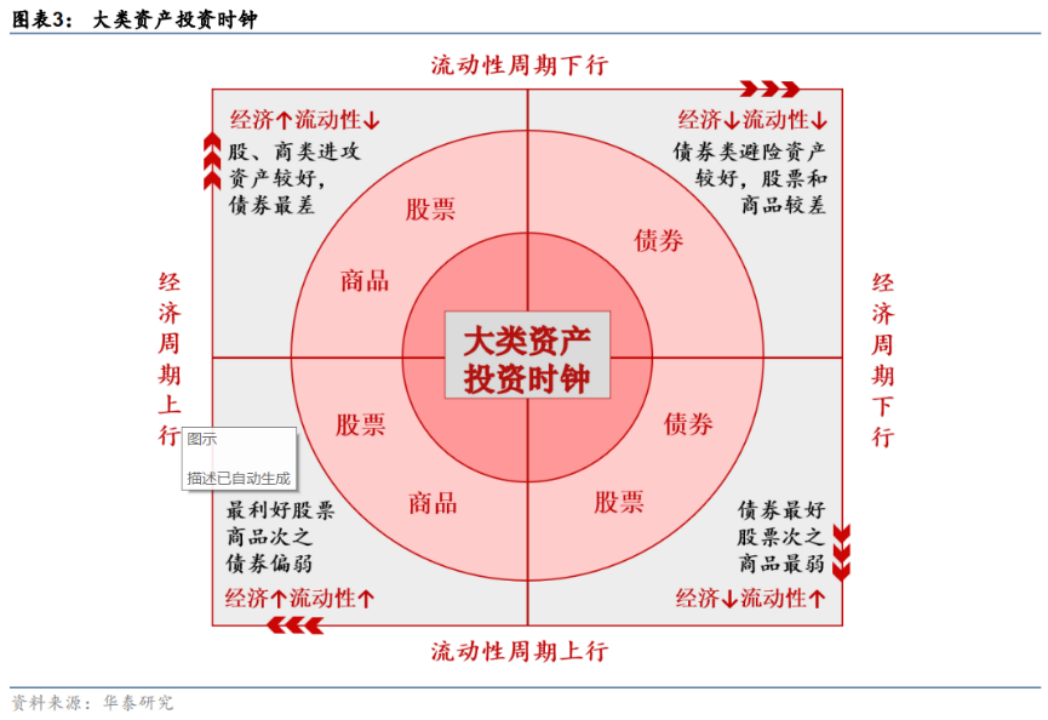 图表3： 大类资产投资时钟
流动性周期下行
经济↑流动性↓
股、商类进攻
资产较好，
债券最差
经济↓流动性↓
债券类避险资产
较好，股票和
商品较差
股票
商品
债券
经济周期上行
大类资产
投资时钟
经济周期下行
股票
商品
债券
股票
图示
描述已自动生成
最利好股票
商品次之
债券偏弱
经济↑流动性↑
债券最好
股票次之
商品最弱
经济↓流动性↑
流动性周期上行
资料来源：华泰研究